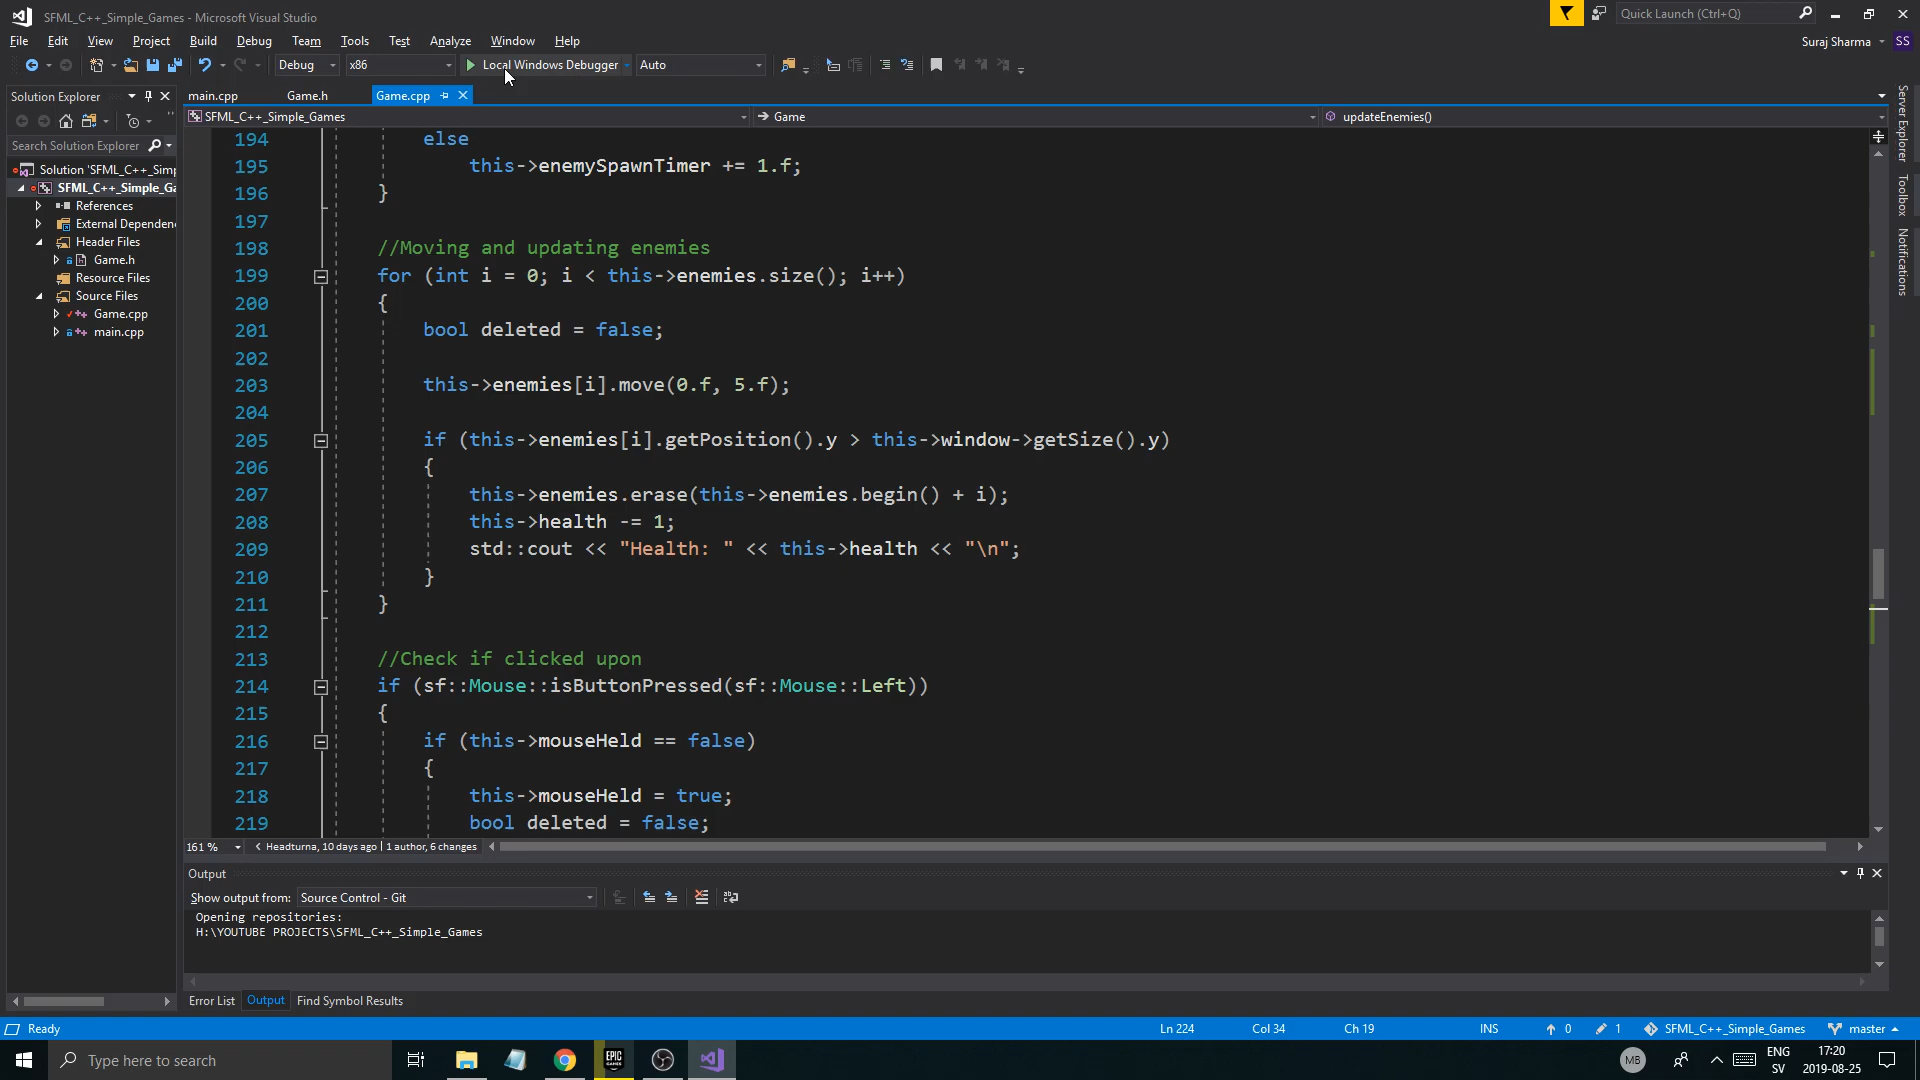 SFML_C++_Simple_Games - Microsoft Visual Studio
Quick Launch (Ctrl+Q)
File Edit View Project Build Debug Team Tools Test Analyze Window Help
Suraj Sharma SS
Debug x86 Local Windows Debugger Auto
Solution Explorer
main.cpp Game.h Game.cpp
SFML_C++_Simple_Games Game updateEnemies()
Search Solution Explorer
Solution 'SFML_C++_Simp
SFML_C++_Simple_Ga
References
External Dependen
Header Files
Game.h
Resource Files
Source Files
Game.cpp
main.cpp
194 else
195 this->enemySpawnTimer += 1.f;
196 }
197
198 //Moving and updating enemies
199 for (int i = 0; i < this->enemies.size(); i++)
200 {
201 bool deleted = false;
202
203 this->enemies[i].move(0.f, 5.f);
204
205 if (this->enemies[i].getPosition().y > this->window->getSize().y)
206 {
207 this->enemies.erase(this->enemies.begin() + i);
208 this->health -= 1;
209 std::cout << "Health: " << this->health << "\n";
210 }
211 }
212
213 //Check if clicked upon
214 if (sf::Mouse::isButtonPressed(sf::Mouse::Left))
215 {
216 if (this->mouseHeld == false)
217 {
218 this->mouseHeld = true;
219 bool deleted = false;
161 % Headturna, 10 days ago | 1 author, 6 changes
Server Explorer
Toolbox
Notifications
Output
Show output from: Source Control - Git
Opening repositories:
H:\YOUTUBE PROJECTS\SFML_C++_Simple_Games
Error List Output Find Symbol Results
Ready Ln 224 Col 34 Ch 19 INS 0 1 SFML_C++_Simple_Games master
Type here to search
EPIC GAMES
MB
ENG
SV
17:20
2019-08-25